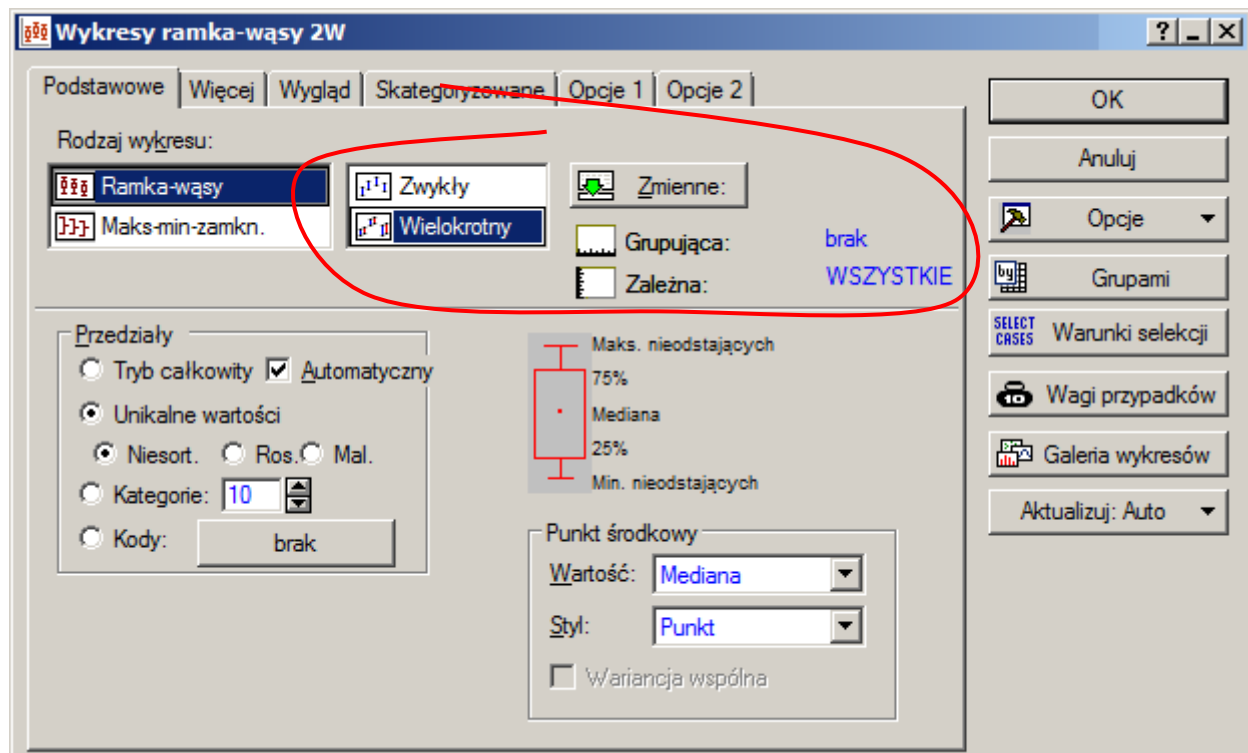 Wykresy ramka-wąsy 2W
Podstawowe Więcej Wygląd Skategoryzowane Opcje 1 Opcje 2
Rodzaj wykresu:
Ramka-wąsy
Maks-min-zamkn.
Zwykły
Wielokrotny
Zmienne:
Grupująca: brak
Zależna: WSZYSTKIE
Przedziały
Tryb całkowity Automatyczny
Unikalne wartości
Niesort. Ros. Mal.
Kategorie: 10
Kody: brak
Maks. nieodstających
75%
Mediana
25%
Min. nieodstających
Punkt środkowy
Wartość: Mediana
Styl: Punkt
Wariancja wspólna
OK
Anuluj
Opcje
by Grupami
SELECT CASES Warunki selekcji
10 Wagi przypadków
Galeria wykresów
Aktualizuj: Auto